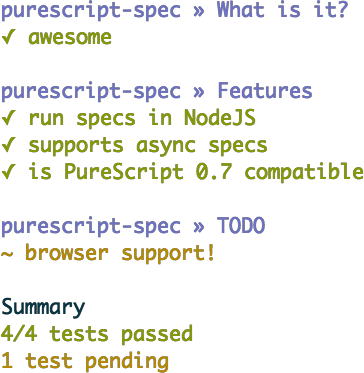 purescript-spec » What is it?
✓ awesome
purescript-spec » Features
✓ run specs in NodeJS
✓ supports async specs
✓ is PureScript 0.7 compatible
purescript-spec » TODO
~ browser support!
Summary
4/4 tests passed
1 test pending